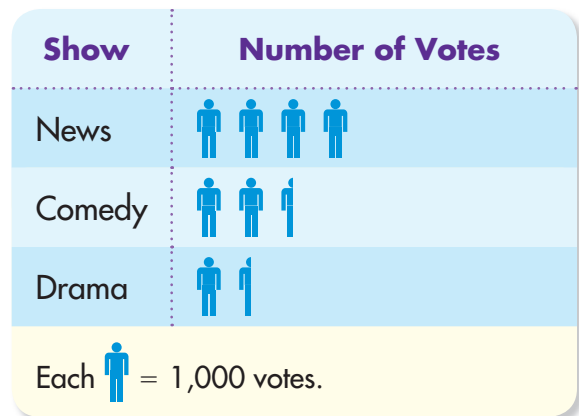 Show Number of Votes
News
Comedy
Drama
Each = 1,000 votes.